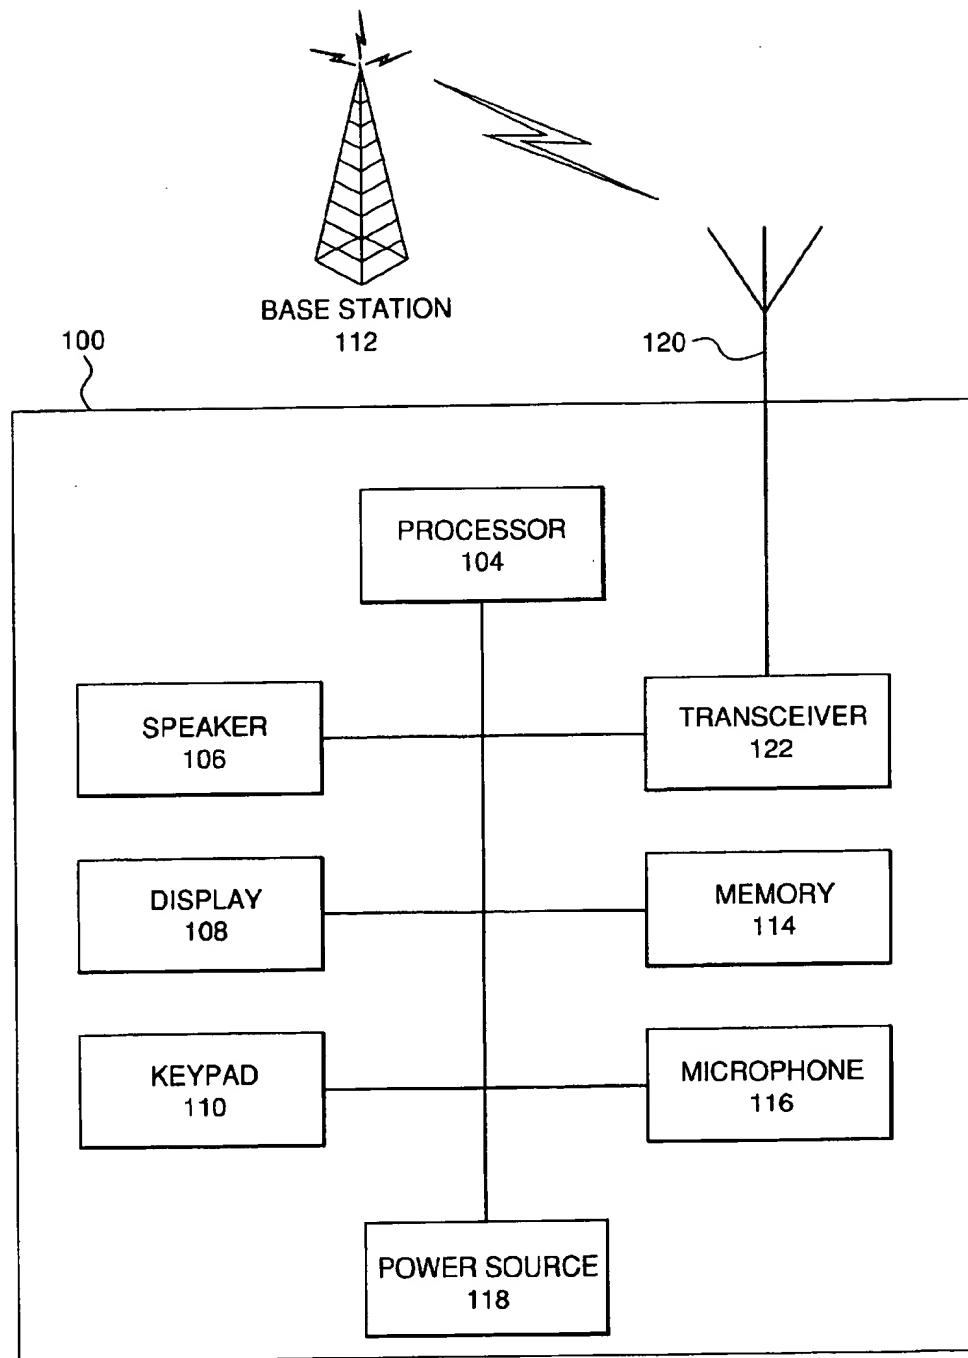 BASE STATION
112
100
120
PROCESSOR
104
SPEAKER
106
TRANSCEIVER
122
DISPLAY
108
MEMORY
114
KEYPAD
110
MICROPHONE
116
POWER SOURCE
118